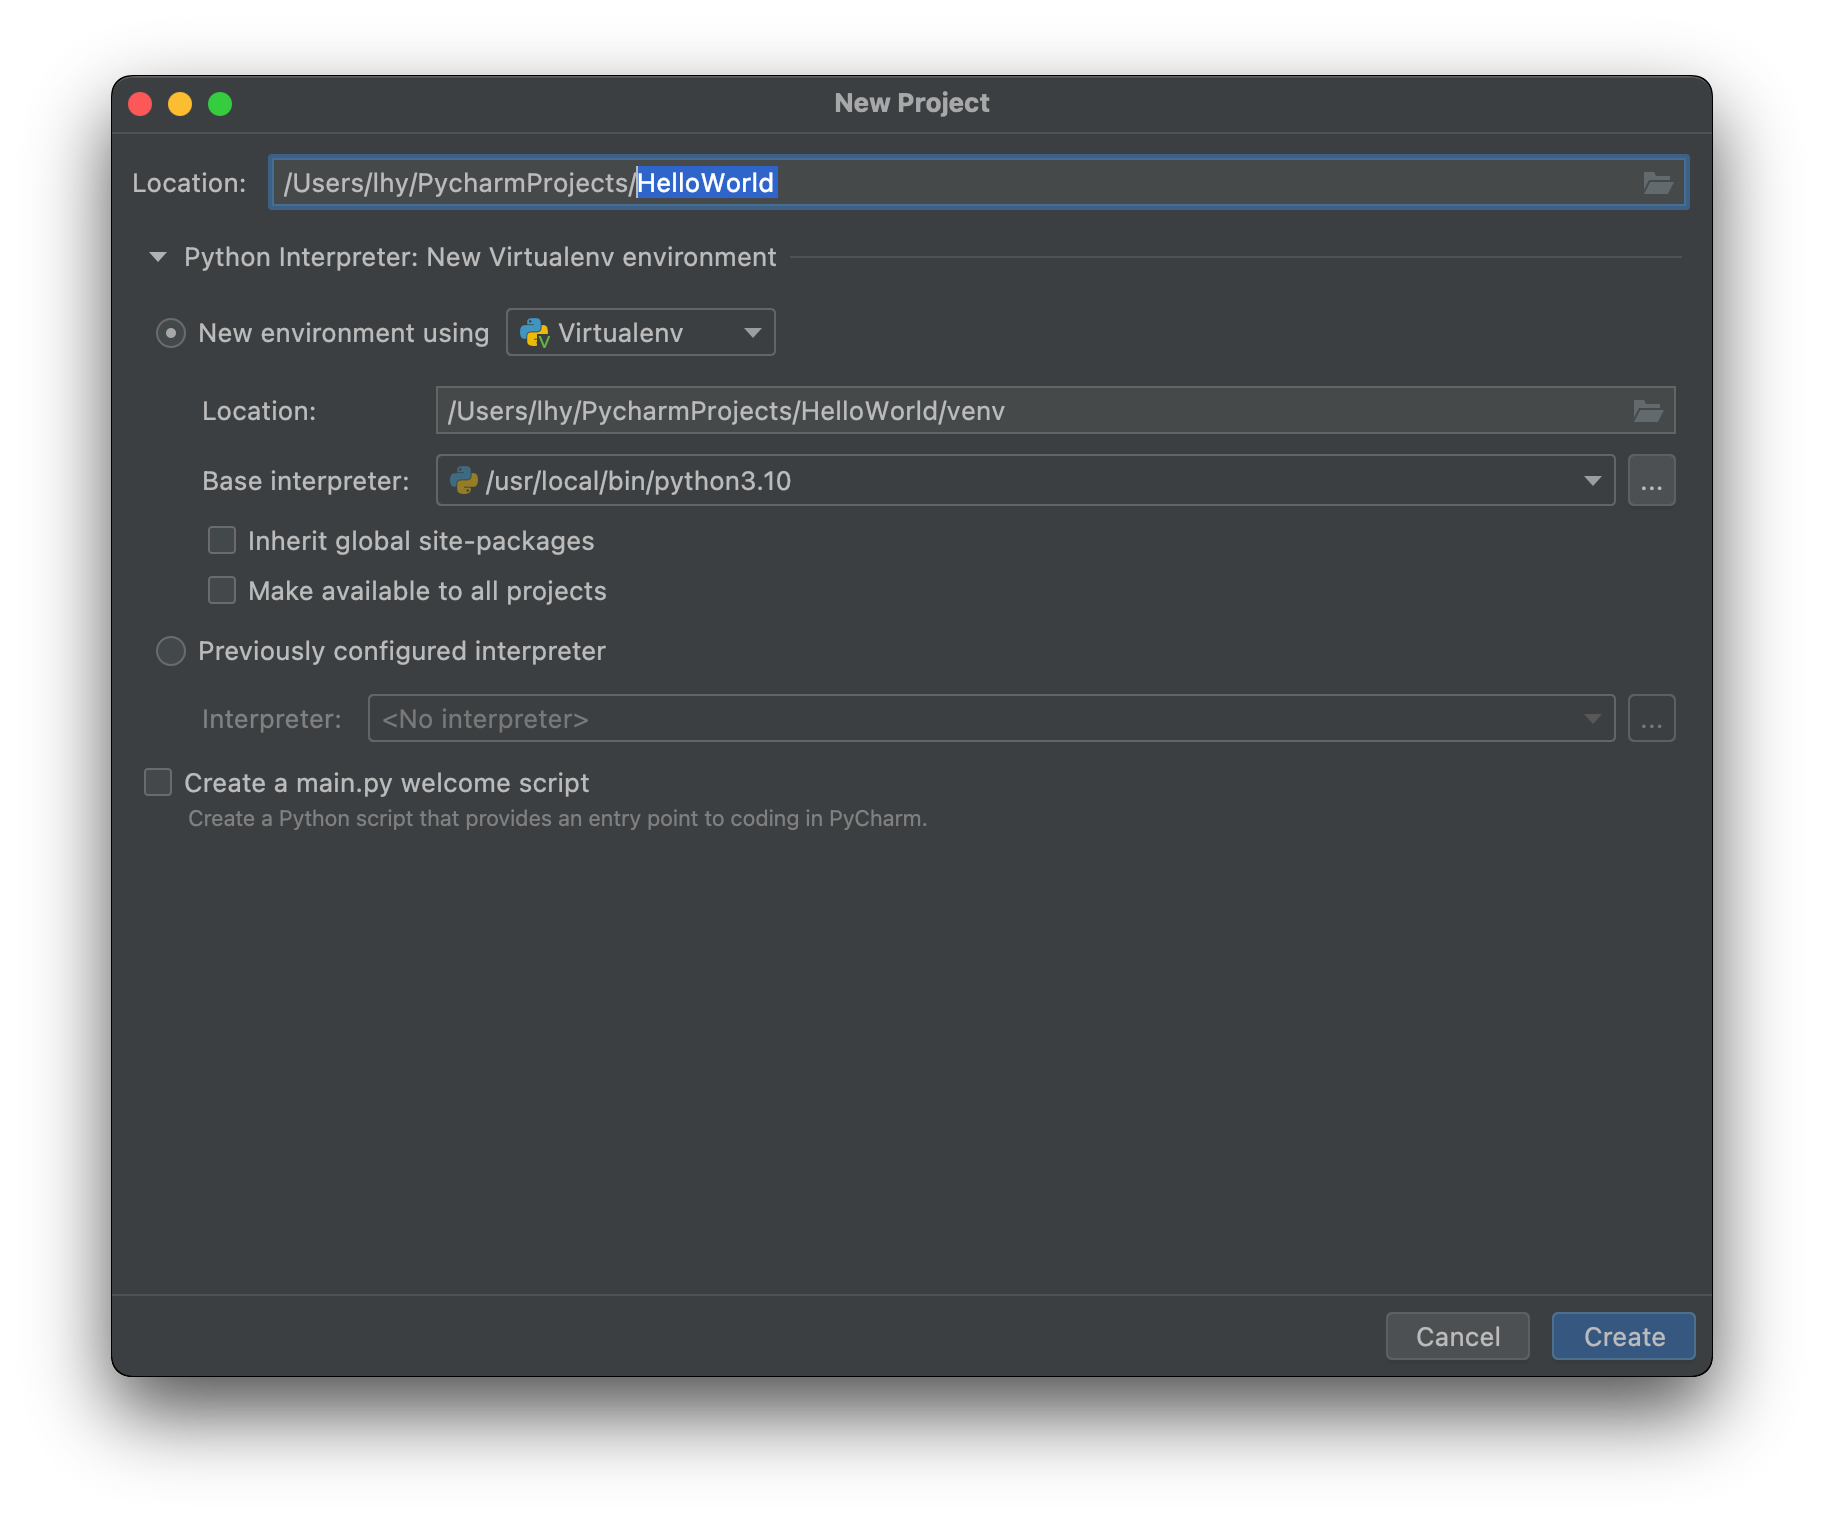 New Project
Location: /Users/lhy/PycharmProjects/HelloWorld
Python Interpreter: New Virtualenv environment
New environment using Virtualenv
Location: /Users/lhy/PycharmProjects/HelloWorld/venv
Base interpreter: /usr/local/bin/python3.10 ...
Inherit global site-packages
Make available to all projects
Previously configured interpreter
Interpreter: <No interpreter> ...
Create a main.py welcome script
Create a Python script that provides an entry point to coding in PyCharm.
Cancel Create